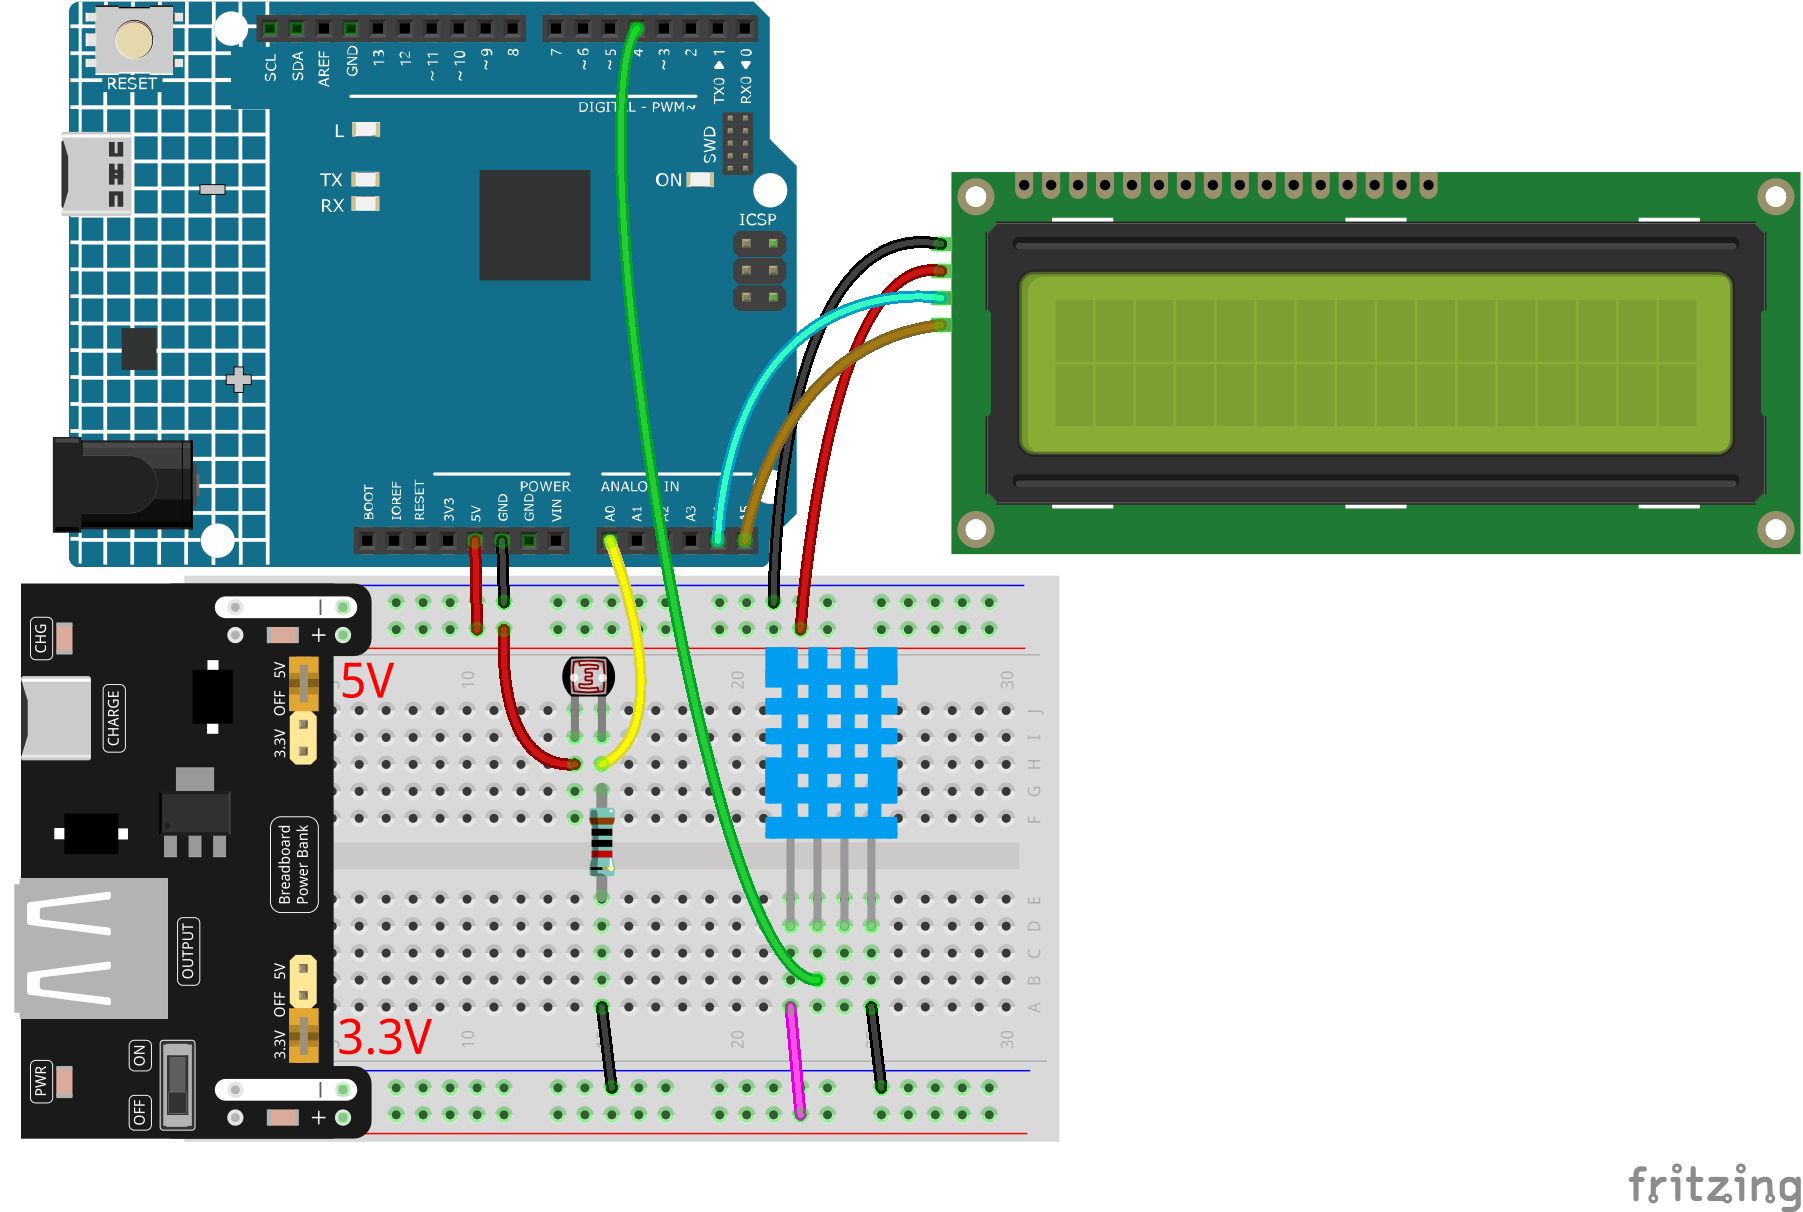 RESET
SCL
SDA
AREF
GND
13
12
~11
~10
~9
8
7
~6
~5
4
~3
2
TX0 ▶ 1
RX0 ◀ 0
DIGITAL - PWM~
L
TX
RX
ON
SWD
ICSP
POWER
ANALOG IN
BOOT
IOREF
RESET
3V3
5V
GND
GND
VIN
A0
A1
A2
A3
A5
CHG
CHARGE
5V
OFF
3.3V
5V
10
20
30
J
I
H
G
F
E
D
C
B
A
Breadboard
Power Bank
OUTPUT
5V
OFF
3.3V
3.3V
10
20
30
PWR
ON
OFF
−
+
−
+
fritzing